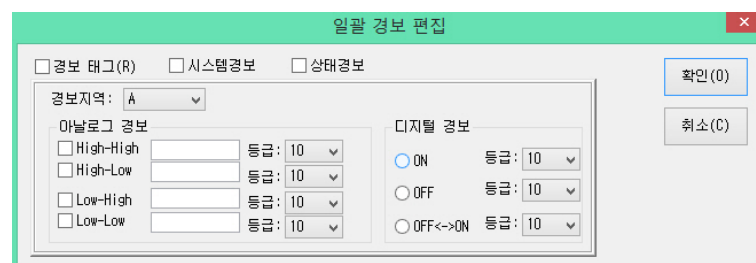 일괄 경보 편집
경보 태그(R) 시스템경보 상태경보
확인(O)
취소(C)
경보지역: A
아날로그 경보
High-High 등급: 10
High-Low 등급: 10
Low-High 등급: 10
Low-Low 등급: 10
디지털 경보
ON 등급: 10
OFF 등급: 10
OFF<->ON 등급: 10